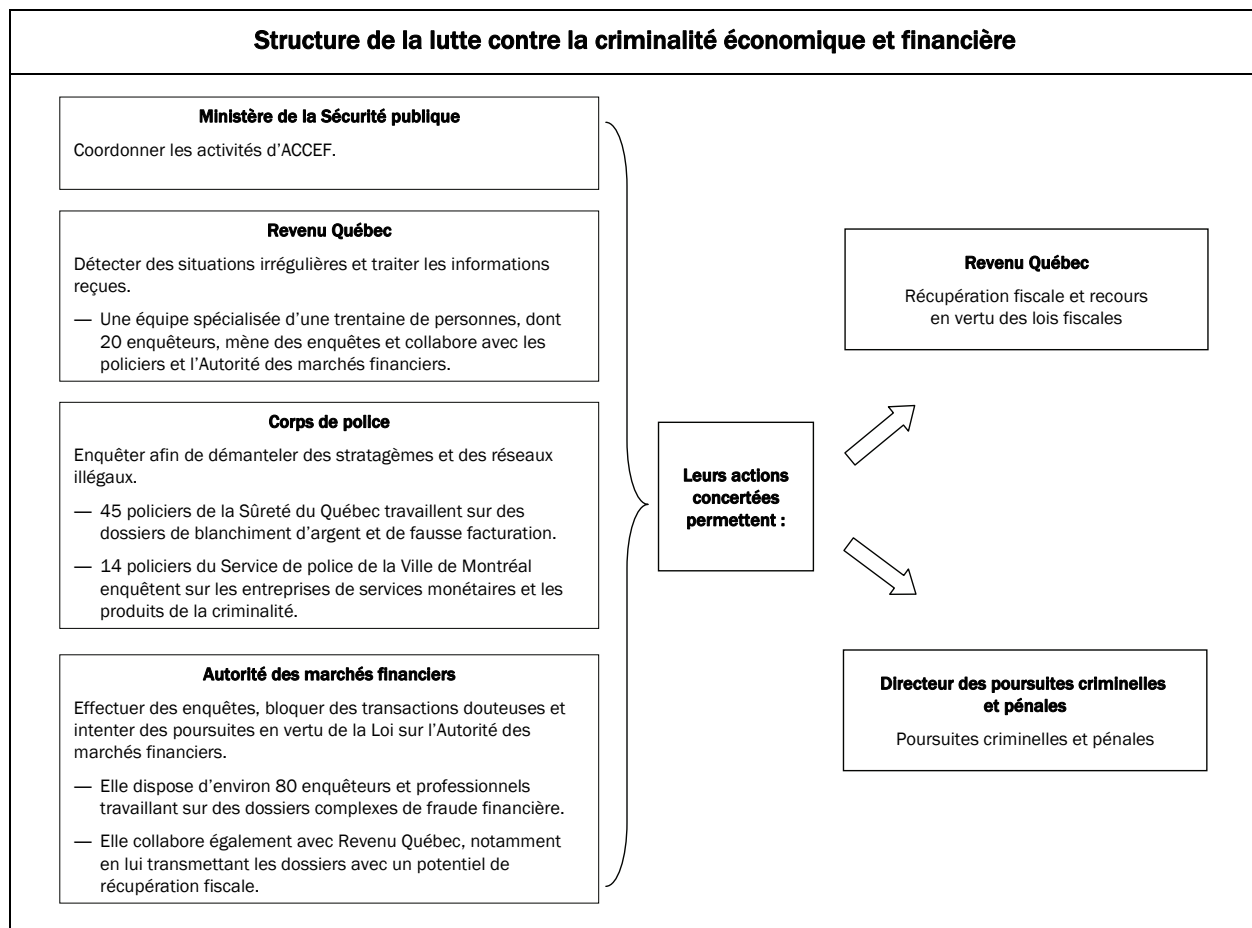 Structure de la lutte contre la criminalité économique et financière
Ministère de la Sécurité publique
Coordonner les activités d’ACCEF.
Revenu Québec
Détecter des situations irrégulières et traiter les informations
reçues.
— Une équipe spécialisée d’une trentaine de personnes, dont
20 enquêteurs, mène des enquêtes et collabore avec les
policiers et l’Autorité des marchés financiers.
Corps de police
Enquêter afin de démanteler des stratagèmes et des réseaux
illégaux.
— 45 policiers de la Sûreté du Québec travaillent sur des
dossiers de blanchiment d’argent et de fausse facturation.
— 14 policiers du Service de police de la Ville de Montréal
enquêtent sur les entreprises de services monétaires et les
produits de la criminalité.
Autorité des marchés financiers
Effectuer des enquêtes, bloquer des transactions douteuses et
intenter des poursuites en vertu de la Loi sur l’Autorité des
marchés financiers.
— Elle dispose d’environ 80 enquêteurs et professionnels
travaillant sur des dossiers complexes de fraude financière.
— Elle collabore également avec Revenu Québec, notamment
en lui transmettant les dossiers avec un potentiel de
récupération fiscale.
Leurs actions
concertées
permettent :
Revenu Québec
Récupération fiscale et recours
en vertu des lois fiscales
Directeur des poursuites criminelles
et pénales
Poursuites criminelles et pénales